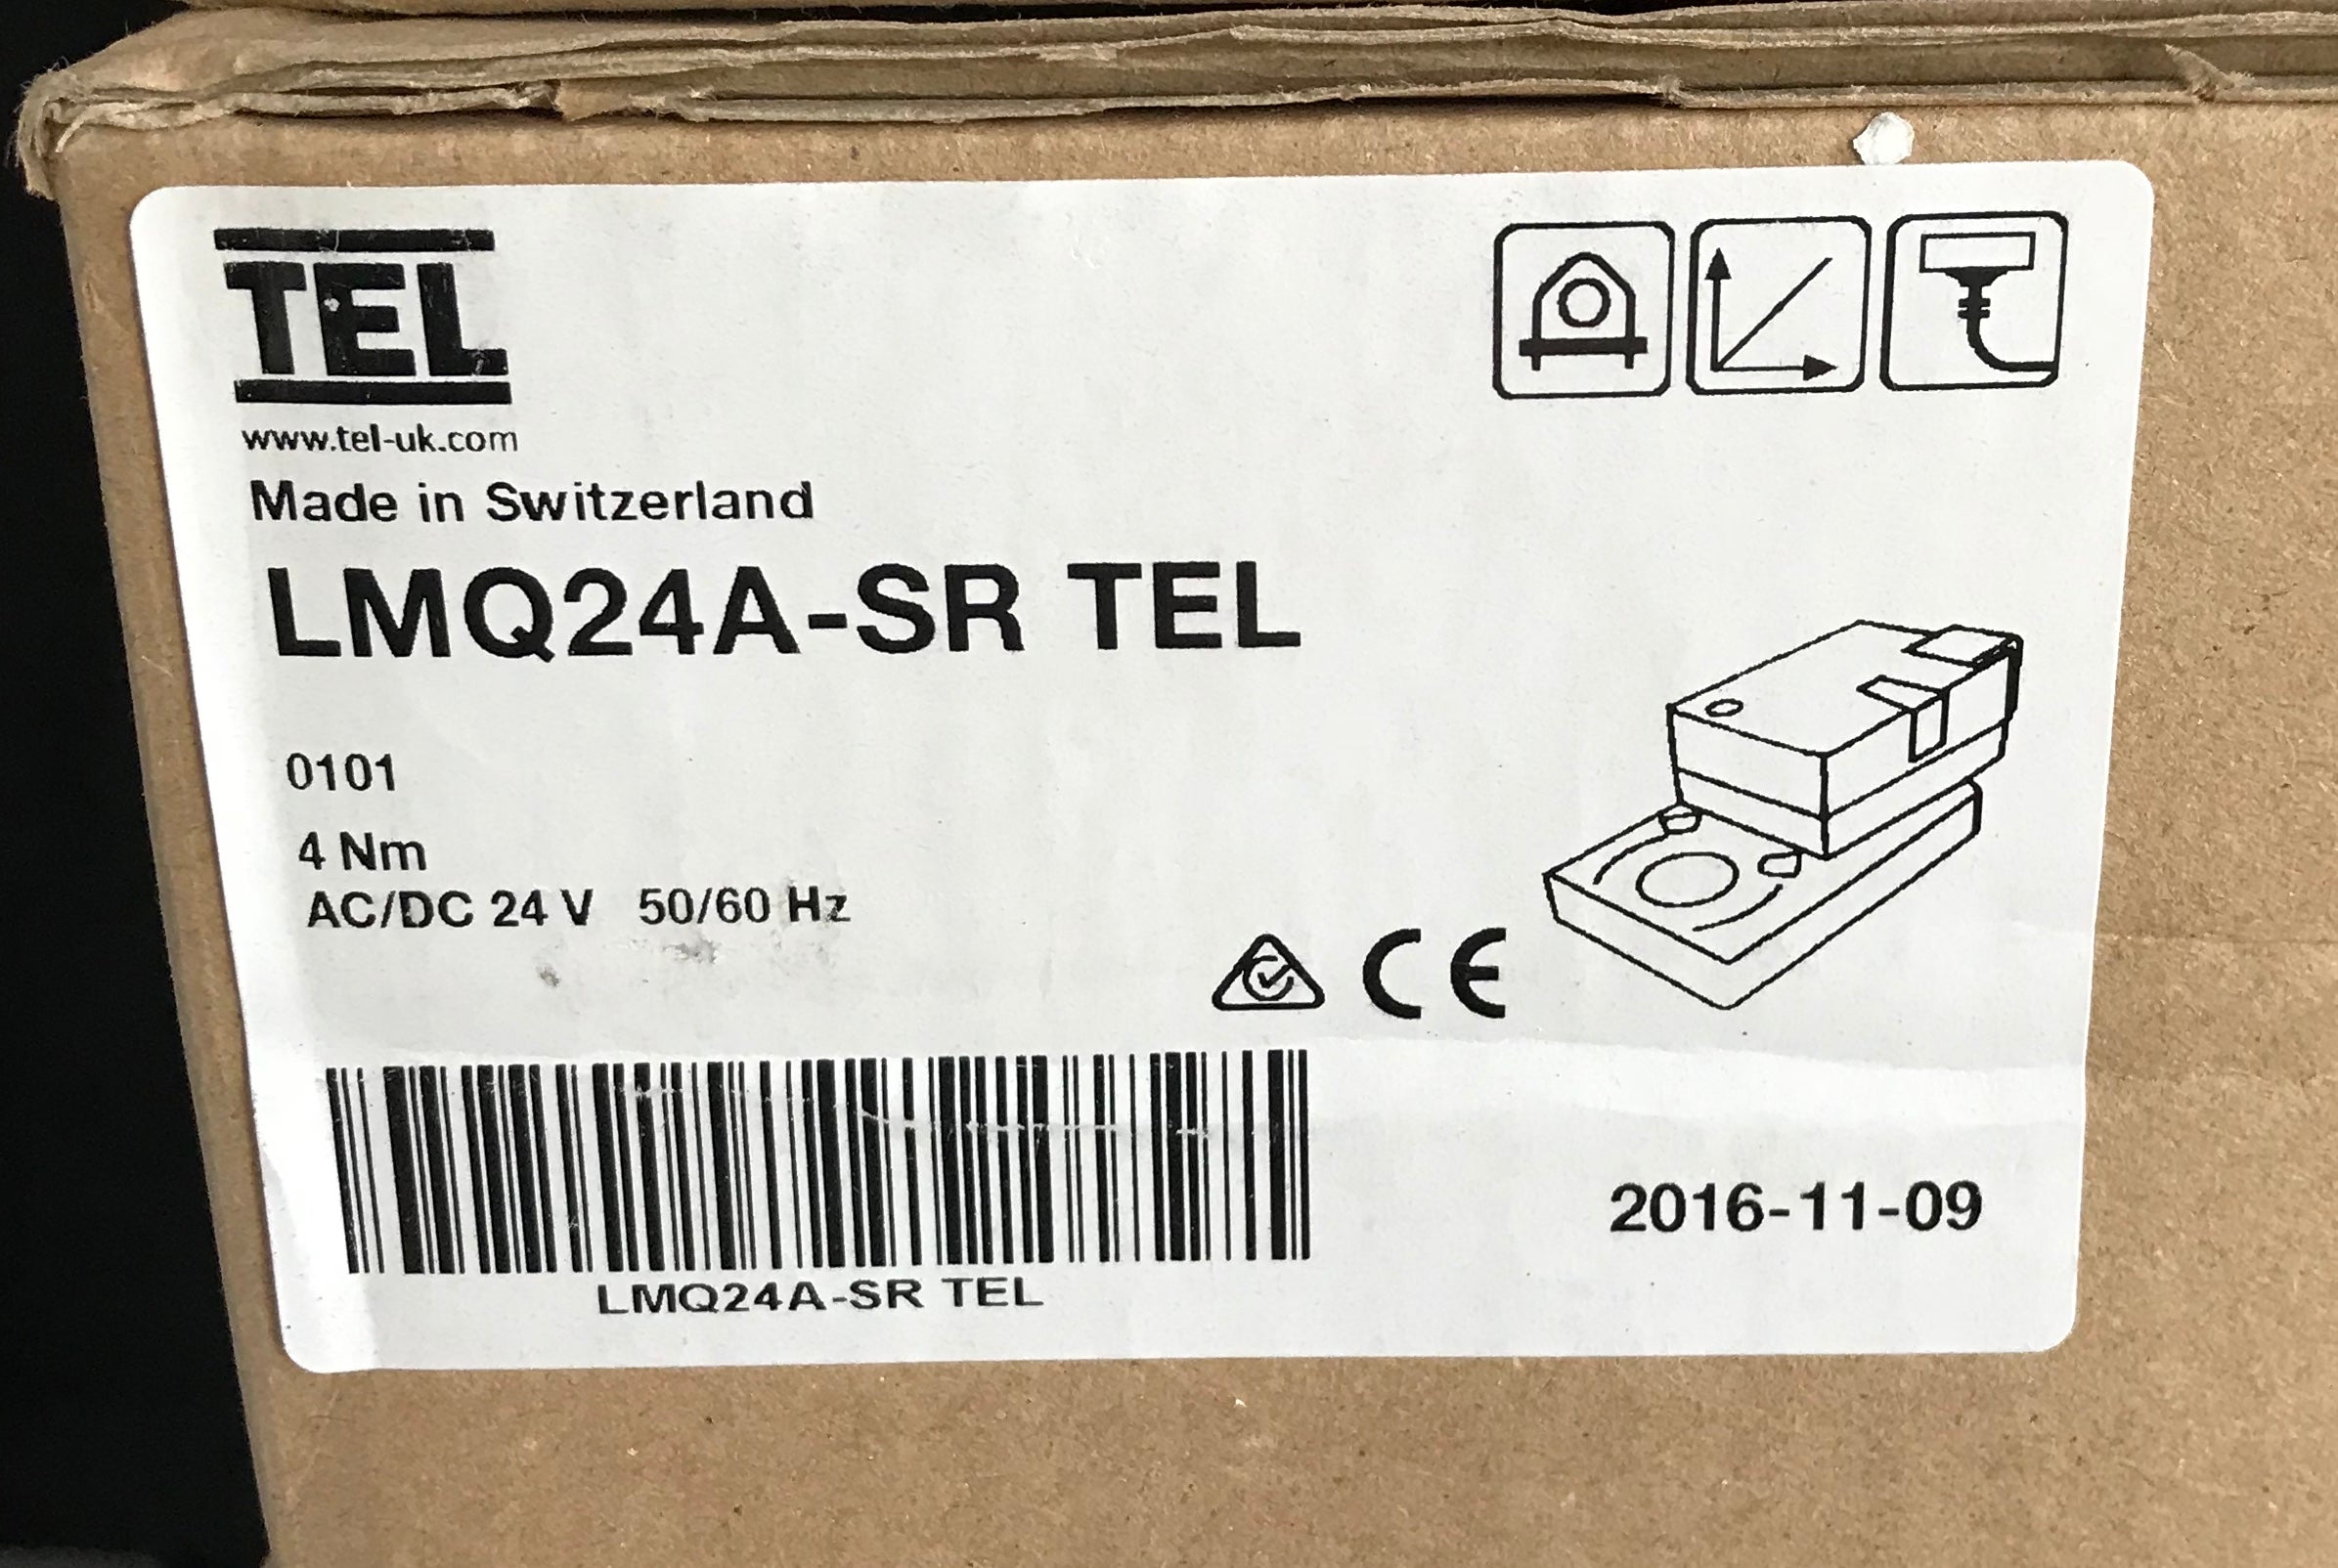 TEL
www.tel-uk.com
Made in Switzerland
LMQ24A-SR TEL
0101
4 Nm
AC/DC 24 V 50/60 Hz
CE
2016-11-09
LMQ24A-SR TEL